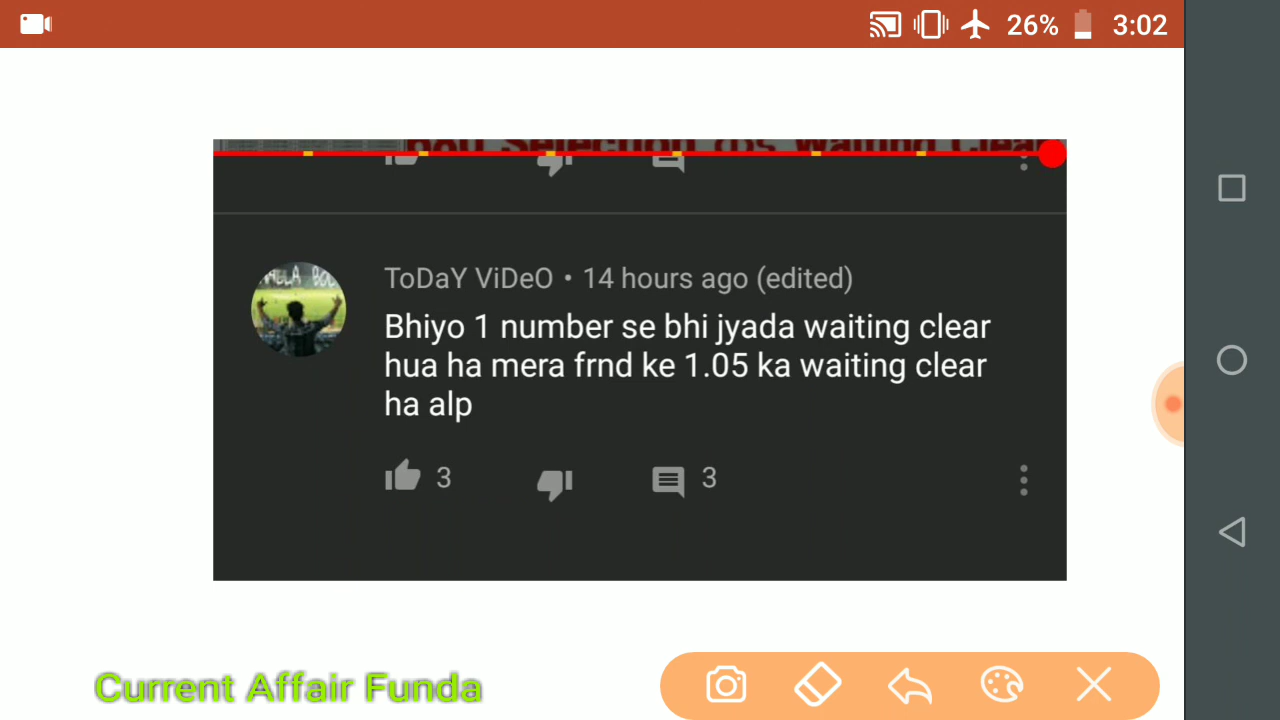 26% 3:02
ToDaY ViDeO • 14 hours ago (edited)
Bhiyo 1 number se bhi jyada waiting clear
hua ha mera frnd ke 1.05 ka waiting clear
ha alp
3 3
Current Affair Funda